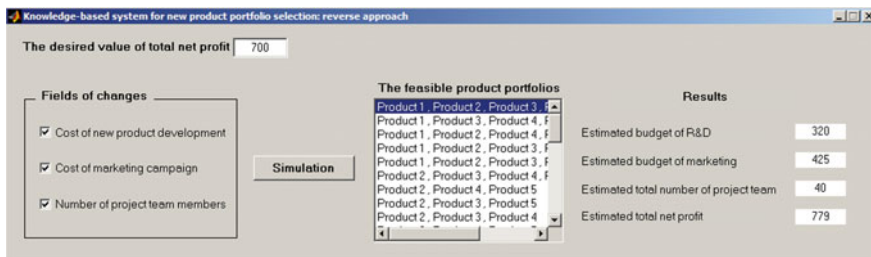 Knowledge-based system for new product portfolio selection: reverse approach
The desired value of total net profit 700
Fields of changes
Cost of new product development
Cost of marketing campaign
Number of project team members
Simulation
The feasible product portfolios
Product 1 , Product 2 , Product 3 ,
Product 1 , Product 3 , Product 4 ,
Product 1 , Product 2 , Product 4 ,
Product 1 , Product 2 , Product 3 ,
Product 1 , Product 2 , Product 3 ,
Product 2 , Product 3 , Product 4 ,
Product 2 , Product 4 , Product 5
Product 2 , Product 3 , Product 5
Product 2 , Product 3 , Product 4
Results
Estimated budget of R&D 320
Estimated budget of marketing 425
Estimated total number of project team 40
Estimated total net profit 779